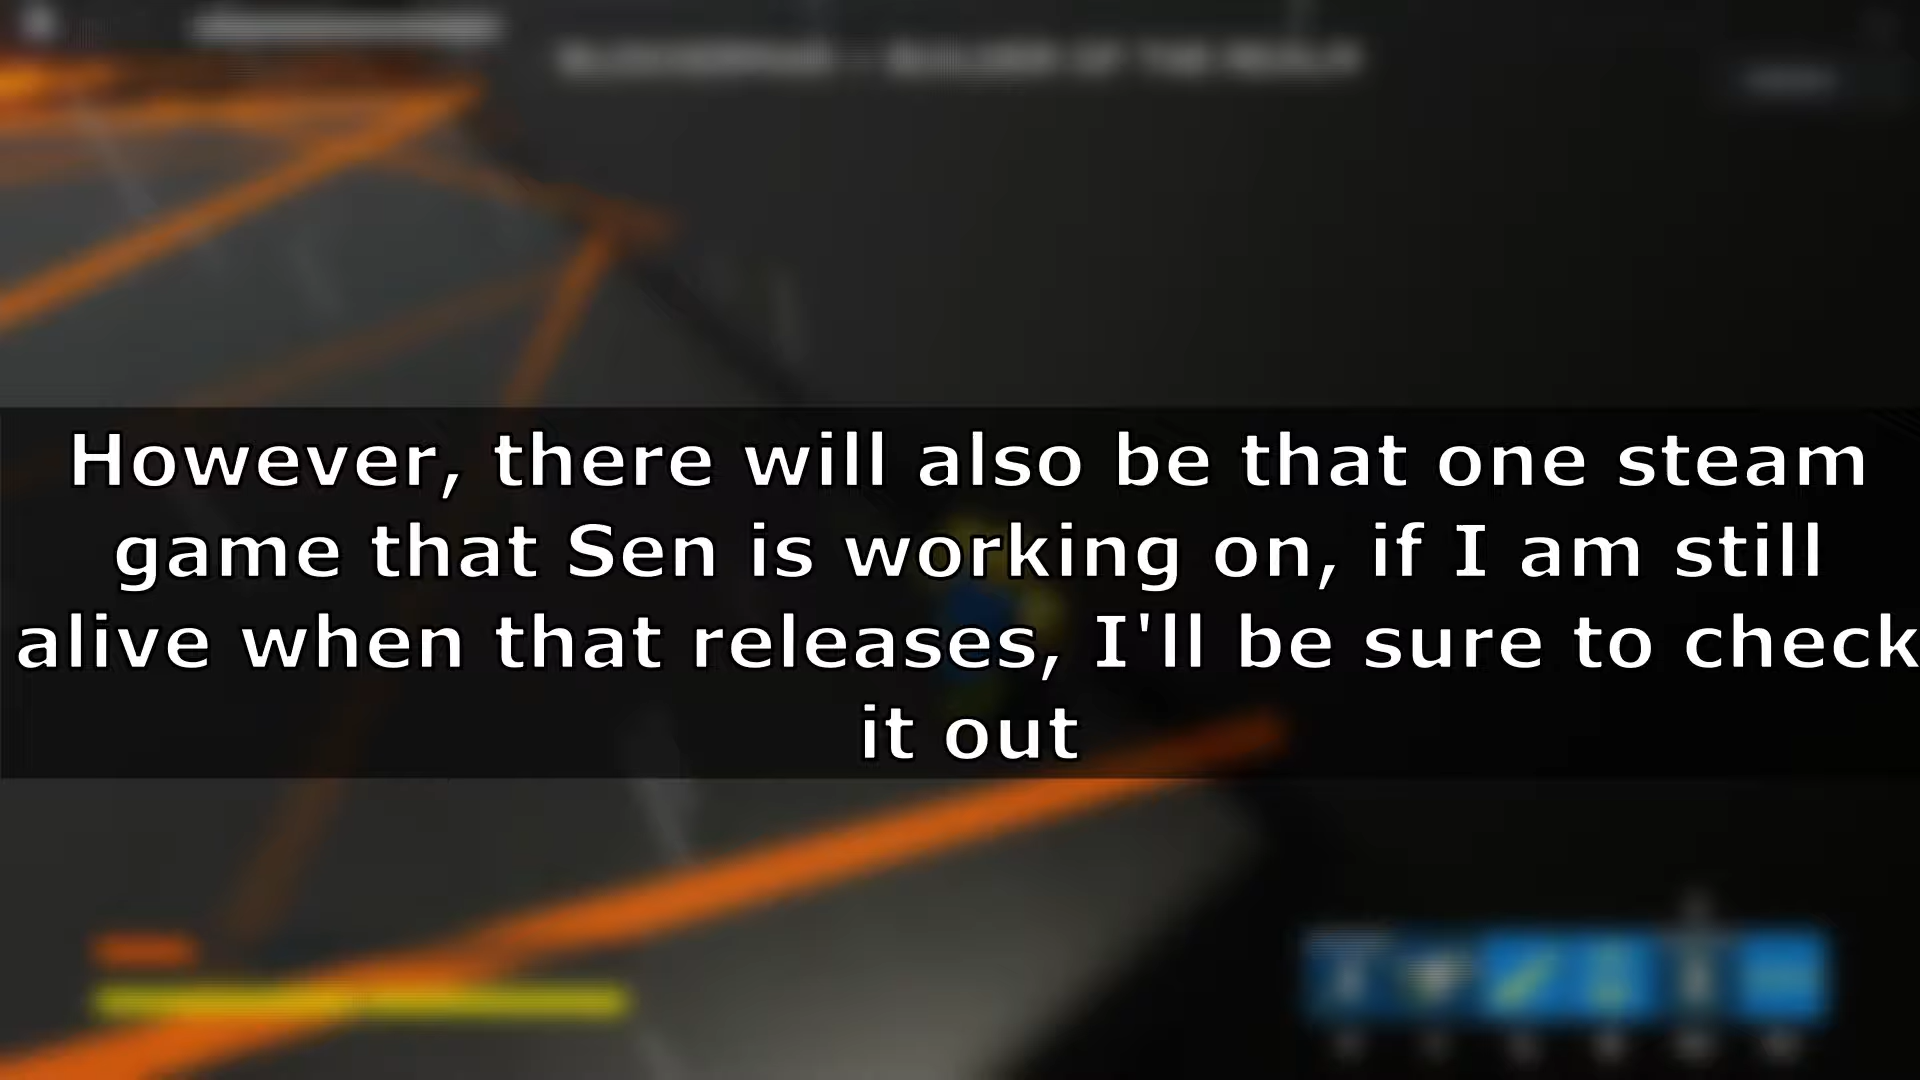 However, there will also be that one steam
game that Sen is working on, if I am still
alive when that releases, I'll be sure to check
it out